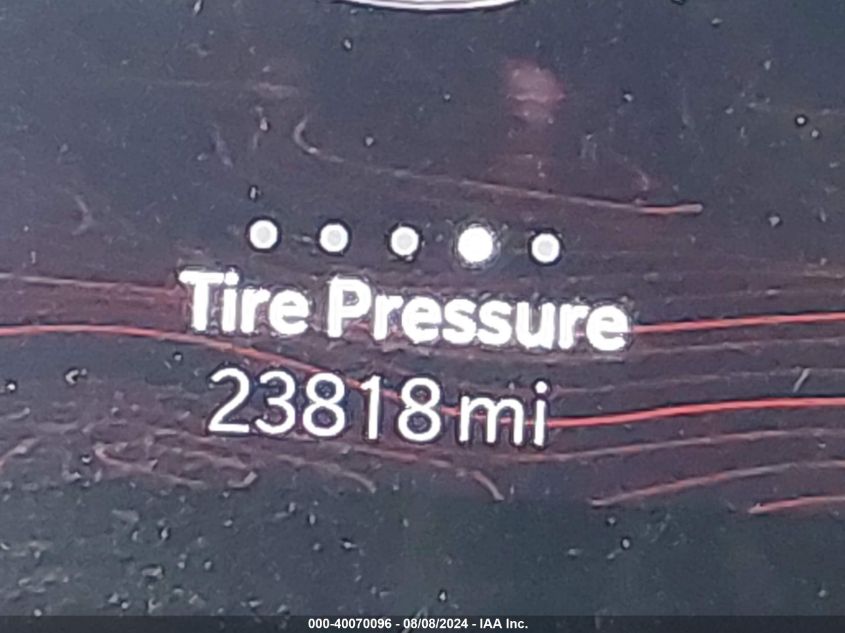 Tire Pressure
23818 mi
000-40070096 - 08/08/2024 - IAA Inc.